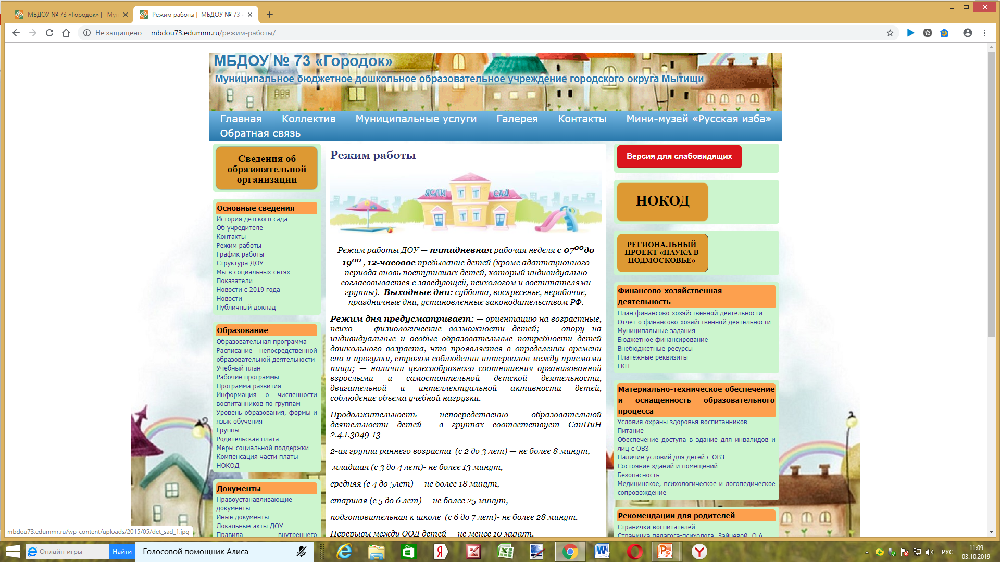 МБДОУ № 73 «Городок» | Мун
Режим работы | МБДОУ № 73
Не защищено | mbdou73.edummr.ru/режим-работы/
МБДОУ № 73 «Городок»
Муниципальное бюджетное дошкольное образовательное учреждение городского округа Мытищи
Главная Коллектив Муниципальные услуги Галерея Контакты Мини-музей «Русская изба»
Обратная связь
Сведения об
образовательной
организации
Основные сведения
История детского сада
Об учредителе
Контакты
Режим работы
График работы
Структура ДОУ
Мы в социальных сетях
Показатели
Новости с 2019 года
Новости
Публичный доклад
Образование
Образовательная программа
Расписание непосредственной
образовательной деятельности
Учебный план
Рабочие программы
Программа развития
Информация о численности
воспитанников по группам
Уровень образования, формы и
язык обучения
Группы
Родительская плата
Меры социальной поддержки
Компенсация части платы
НОКОД
Документы
Правоустанавливающие
документы
Иные документы
Локальные акты ДОУ
Правила внутреннего
Режим работы
ЯСЛИ ТТ САД
ТТ
Режим работы ДОУ — пятидневная рабочая неделя с 07⁰⁰до
19⁰⁰ , 12-часовое пребывание детей (кроме адаптационного
периода вновь поступивших детей, который индивидуально
согласовывается с заведующей, психологом и воспитателями
группы). Выходные дни: суббота, воскресенье, нерабочие,
праздничные дни, установленные законодательством РФ.
Режим дня предусматривает: — ориентацию на возрастные,
психо — физиологические возможности детей; — опору на
индивидуальные и особые образовательные потребности детей
дошкольного возраста, что проявляется в определении времени
сна и прогулки, строгом соблюдении интервалов между приемами
пищи; — наличии целесообразного соотношения организованной
взрослыми и самостоятельной детской деятельности,
двигательной и интеллектуальной активности детей,
соблюдение объема учебной нагрузки.
Продолжительность непосредственно образовательной
деятельности детей в группах соответствует СанПиН
2.4.1.3049-13
2-ая группа раннего возраста (с 2 до 3 лет) — не более 8 минут,
младшая (с 3 до 4 лет)- не более 13 минут,
средняя (с 4 до 5лет) — не более 18 минут,
старшая (с 5 до 6 лет) — не более 25 минут,
подготовительная к школе (с 6 до 7 лет)- не более 28 минут.
Перерывы между ООД детей — не менее 10 минут.
Версия для слабовидящих
НОКОД
РЕГИОНАЛЬНЫЙ
ПРОЕКТ «НАУКА В
ПОДМОСКОВЬЕ»
Финансово-хозяйственная
деятельность
План финансово-хозяйственной деятельности
Отчет о финансово-хозяйственной деятельности
Муниципальные задания
Бюджетное финансирование
Внебюджетные ресурсы
Платежные реквизиты
ГКП
Материально-техническое обеспечение
и оснащенность образовательного
процесса
Условия охраны здоровья воспитанников
Питание
Обеспечение доступа в здание для инвалидов и
лиц с ОВЗ
Наличие условий для детей с ОВЗ
Состояние зданий и помещений
Безопасность
Медицинское, психологическое и логопедическое
сопровождение
Рекомендации для родителей
Странички воспитателей
Страничка педагога-психолога Зайцевой О.А.
mbdou73.edummr.ru/wp-content/uploads/2015/05/det_sad_1.jpg
Онлайн игры Найти Голосовой помощник Алиса
РУС
11:09
03.10.2019